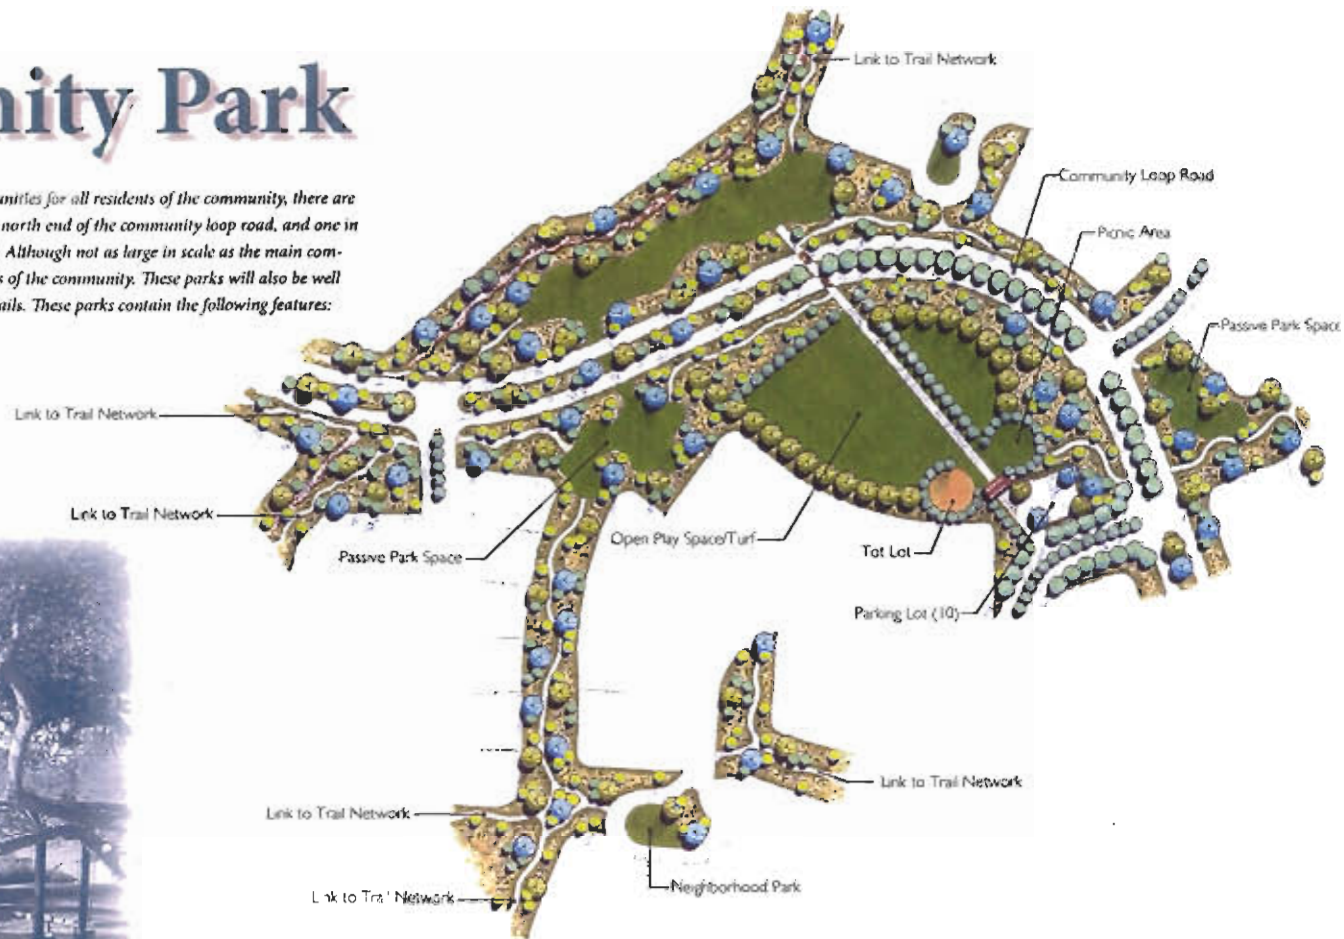 nity Park
unities for all residents of the community, there are
north end of the community loop road, and one in
Although not as large in scale as the main com-
s of the community. These parks will also be well
ails. These parks contain the following features:
Link to Trail Network
Community Loop Road
Picnic Area
Passive Park Space
Link to Trail Network
Link to Trail Network
Passive Park Space
Open Play Space/Turf
Tot Lot
Parking Lot (10)
Link to Trail Network
Link to Trail Network
Neighborhood Park
Link to Trail Network